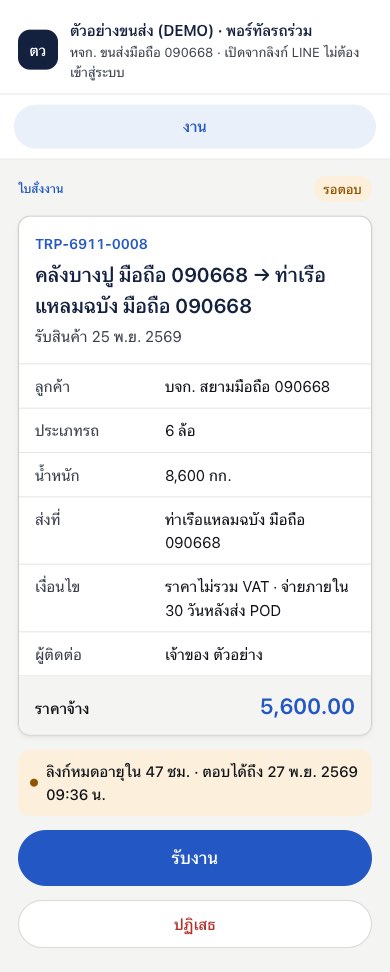 ตว
ตัวอย่างขนส่ง (DEMO) · พอร์ทัลรถร่วม
หจก. ขนส่งมือถือ 090668 · เปิดจากลิงก์ LINE ไม่ต้อง
เข้าสู่ระบบ
งาน
ใบสั่งงาน
รอตอบ
TRP-6911-0008
คลังบางปู มือถือ 090668 → ท่าเรือ
แหลมฉบัง มือถือ 090668
รับสินค้า 25 พ.ย. 2569
ลูกค้า บจก. สยามมือถือ 090668
ประเภทรถ 6 ล้อ
น้ำหนัก 8,600 กก.
ส่งที่ ท่าเรือแหลมฉบัง มือถือ
090668
เงื่อนไข ราคาไม่รวม VAT · จ่ายภายใน
30 วันหลังส่ง POD
ผู้ติดต่อ เจ้าของ ตัวอย่าง
ราคาจ้าง 5,600.00
ลิงก์หมดอายุใน 47 ชม. · ตอบได้ถึง 27 พ.ย. 2569
09:36 น.
รับงาน
ปฏิเสธ